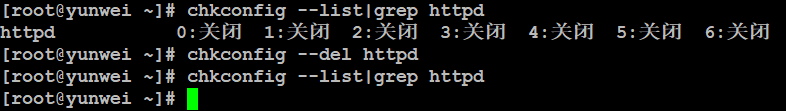 [root@yunwei ~]# chkconfig --list|grep httpd
httpd 0:关闭 1:关闭 2:关闭 3:关闭 4:关闭 5:关闭 6:关闭
[root@yunwei ~]# chkconfig --del httpd
[root@yunwei ~]# chkconfig --list|grep httpd
[root@yunwei ~]#